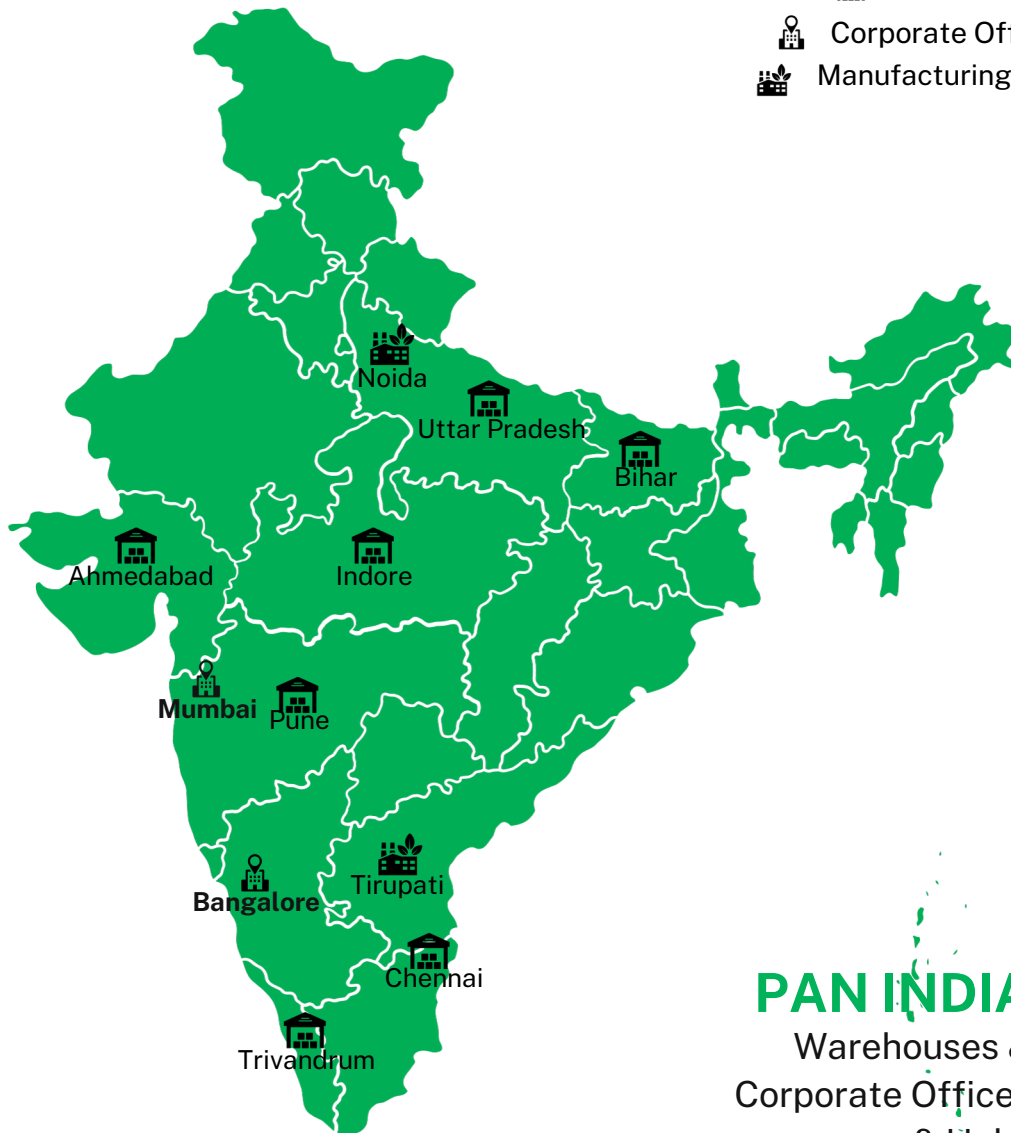 Corporate Off
Manufacturing
Noida
Uttar Pradesh
Bihar
Ahmedabad
Indore
Mumbai
Pune
Bangalore
Tirupati
Chennai
Trivandrum
PAN INDIA
Warehouses &
Corporate Office